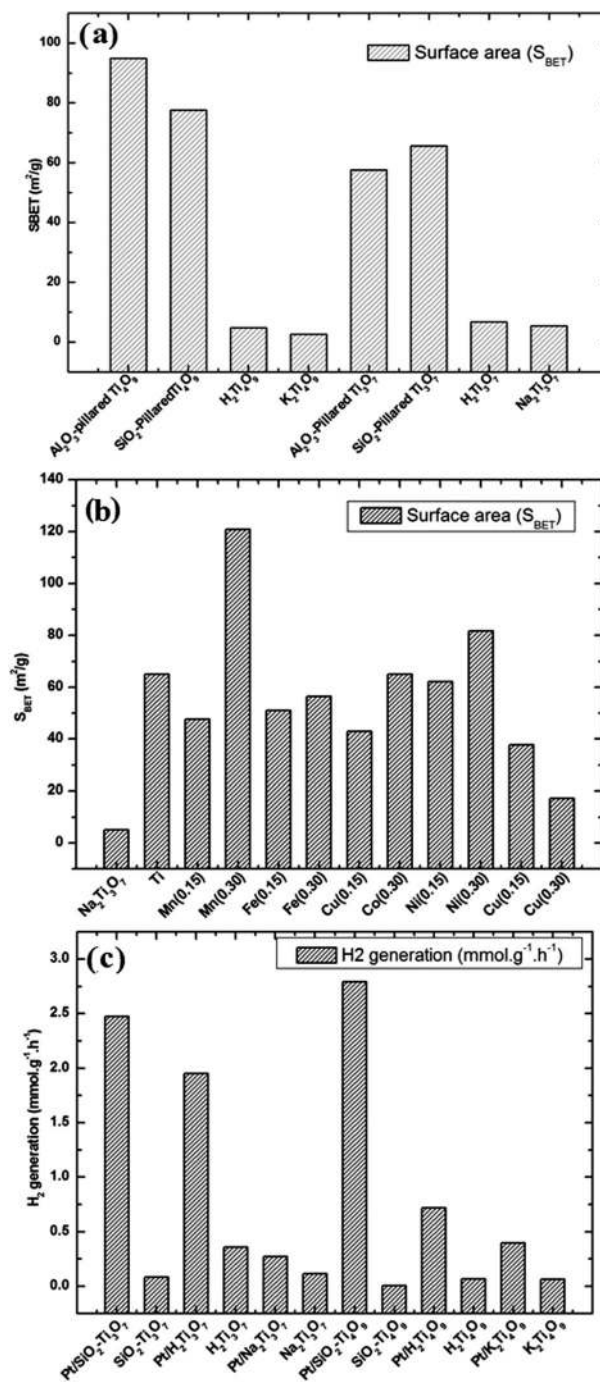 (a)
Surface area (S_BET)
SBET (m²/g)
100
80
60
40
20
0
Al₂O₃-pillared Ti₄O₉
SiO₂-PillaredTi₄O₉
H₂Ti₄O₉
K₂Ti₄O₉
Al₂O₃-Pillared Ti₃O₇
SiO₂-Pillared Ti₃O₇
H₂Ti₃O₇
Na₂Ti₃O₇
(b)
Surface area (S_BET)
S_BET (m²/g)
140
120
100
80
60
40
20
0
Na₂Ti₃O₇
Ti
Mn(0.15)
Mn(0.30)
Fe(0.15)
Fe(0.30)
Cu(0.15)
Co(0.30)
Ni(0.15)
Ni(0.30)
Cu(0.15)
Cu(0.30)
(c)
H2 generation (mmol.g⁻¹.h⁻¹)
H₂ generation (mmol.g⁻¹.h⁻¹)
3.0
2.5
2.0
1.5
1.0
0.5
0.0
Pt/SiO₂-Ti₃O₇
SiO₂-Ti₃O₇
Pt/H₂Ti₃O₇
H₂Ti₃O₇
Pt/Na₂Ti₃O₇
Na₂Ti₃O₇
Pt/SiO₂-Ti₄O₉
SiO₂-Ti₄O₉
Pt/H₂Ti₄O₉
H₂Ti₄O₉
Pt/K₂Ti₄O₉
K₂Ti₄O₉